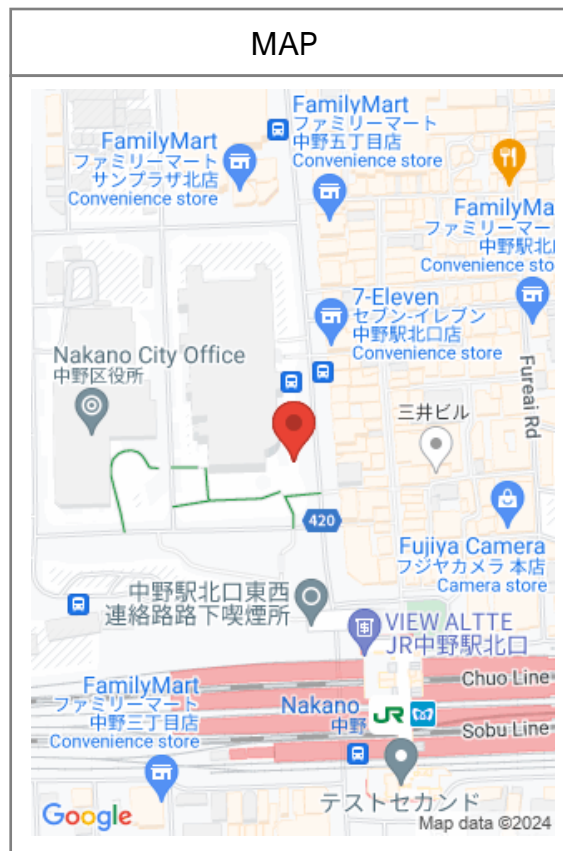 MAP
FamilyMart
ファミリーマート
中野五丁目店
Convenience store
FamilyMart
ファミリーマート
サンプラザ北店
Convenience store
FamilyMa
ファミリーマー
中野駅北
Convenience sto
7-Eleven
セブン-イレブン
中野駅北口店
Convenience store
Nakano City Office
中野区役所
Fureai Rd
三井ビル
420
Fujiya Camera
フジヤカメラ 本店
Camera store
中野駅北口東西
連絡路路下喫煙所
VIEW ALTTE
JR中野駅北口
Chuo Line
FamilyMart
ファミリーマート
中野三丁目店
Convenience store
Nakano
中野
JR
Sobu Line
テストセカンド
Google
Map data ©2024